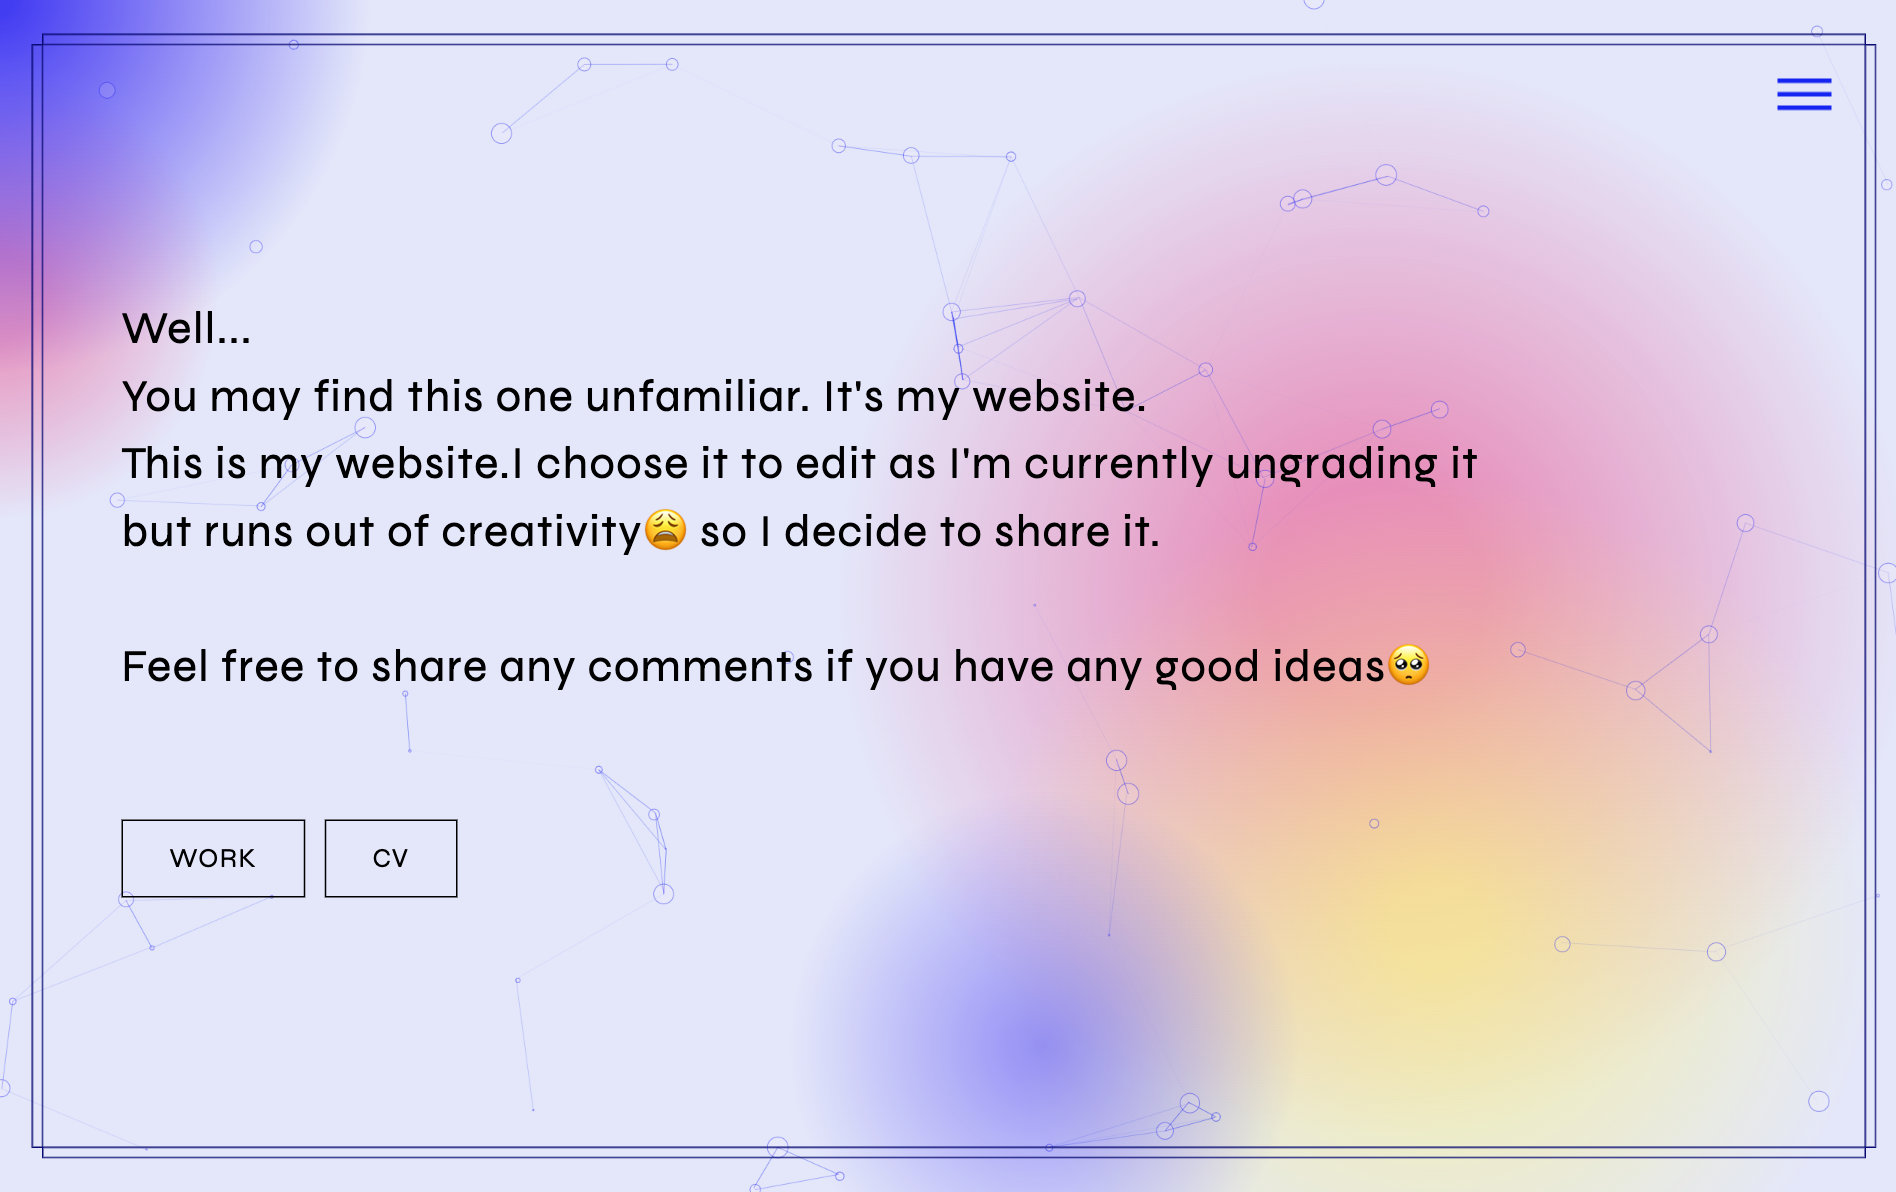 Well...
You may find this one unfamiliar. It's my website.
This is my website.I choose it to edit as I'm currently ungrading it
but runs out of creativity😩 so I decide to share it.
Feel free to share any comments if you have any good ideas🥺
WORK CV